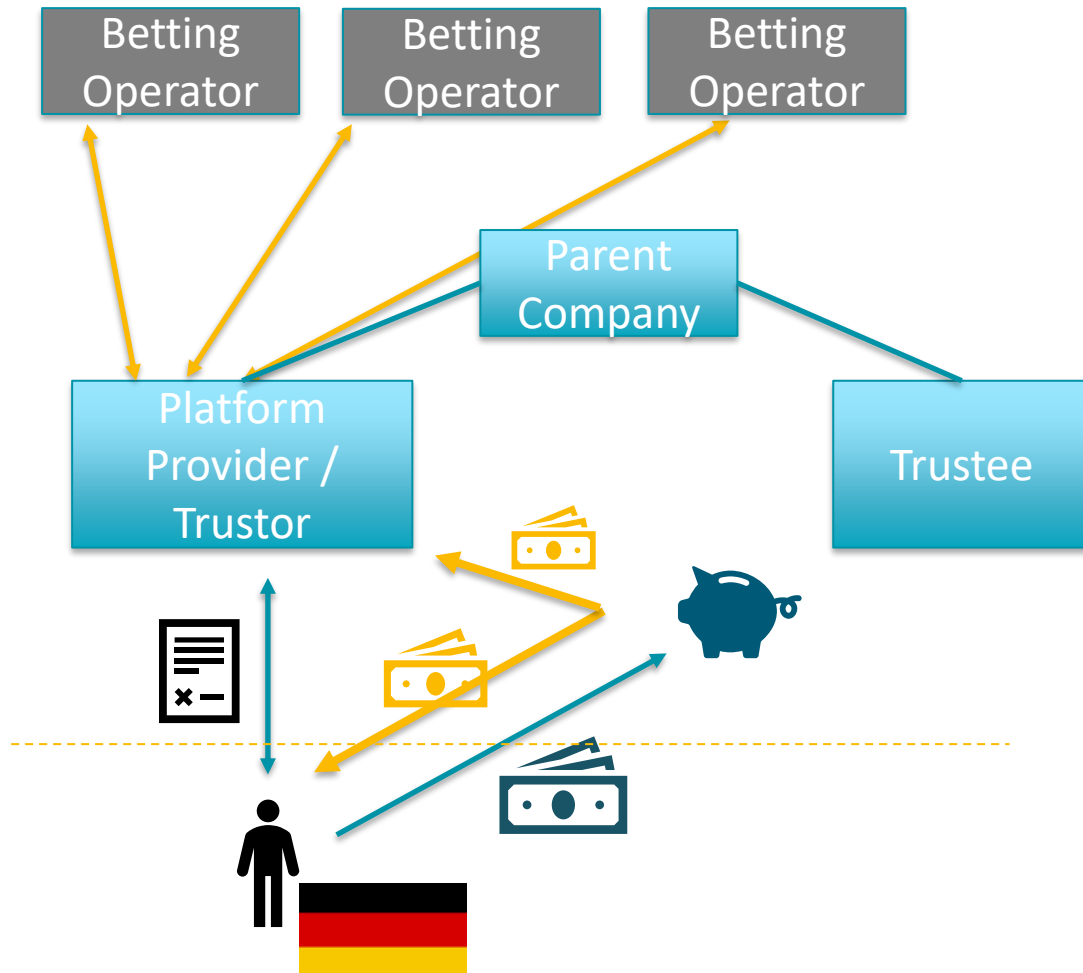 Betting
Operator
Betting
Operator
Betting
Operator
Parent
Company
Platform
Provider /
Trustor
Trustee